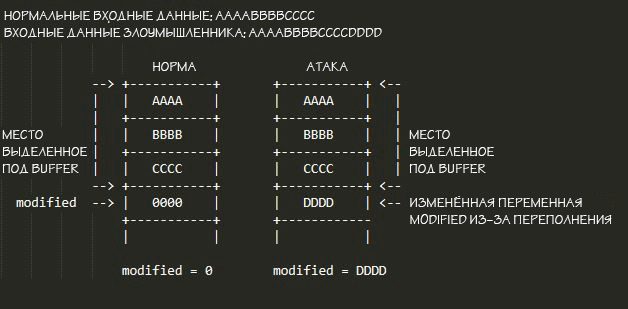 НОРМАЛЬНЫЕ ВХОДНЫЕ ДАННЫЕ: AAAABBBBCCCC
ВХОДНЫЕ ДАННЫЕ ЗЛОУМЫШЛЕННИКА: AAAABBBBCCCCDDDD
НОРМА АТАКА
--> +-----------+ +-----------+ <--
| | AAAA | | AAAA | |
| +-----------+ +-----------+ |
МЕСТО | | BBBB | | BBBB | | МЕСТО
ВЫДЕЛЕННОЕ | +-----------+ +-----------+ | ВЫДЕЛЕННОЕ
ПОД BUFFER | | CCCC | | CCCC | | ПОД BUFFER
--> +-----------+ +-----------+ <--
modified --> | 0000 | | DDDD | <-- ИЗМЕНЁННАЯ ПЕРЕМЕННАЯ
+-----------+ +----------- MODIFIED ИЗ-ЗА ПЕРЕПОЛНЕНИЯ
| | | |
modified = 0 modified = DDDD